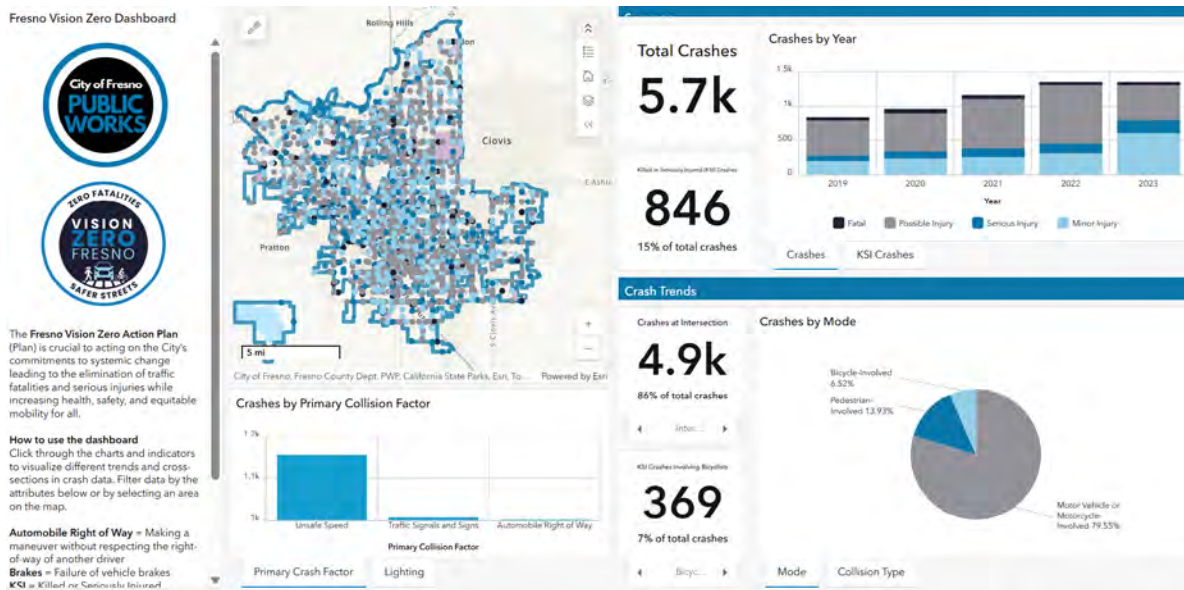 Fresno Vision Zero Dashboard
City of Fresno
PUBLIC
WORKS
ZERO FATALITIES
VISION
ZERO
FRESNO
SAFER STREETS
The Fresno Vision Zero Action Plan
(Plan) is crucial to acting on the City's
commitments to systemic change
leading to the elimination of traffic
fatalities and serious injuries while
increasing health, safety, and equitable
mobility for all.
How to use the dashboard
Click through the charts and indicators
to visualize different trends and cross-
sections in crash data. Filter data by the
attributes below or by selecting an area
on the map.
Automobile Right of Way = Making a
maneuver without respecting the right-
of-way of another driver
Brakes = Failure of vehicle brakes
KSI = Killed or Seriously Injured
Rolling Hills
Clovis
Pratton
5 mi
City of Fresno, Fresno County Dept. PWP, California State Parks, Esri, To...
Powered by Esri
Crashes by Primary Collision Factor
1.2k
1.1k
1k
Unsafe Speed
Traffic Signals and Signs
Automobile Right of Way
Primary Collision Factor
Primary Crash Factor
Lighting
Total Crashes
5.7k
Killed or Seriously Injured (KSI) Crashes
846
15% of total crashes
Crashes by Year
1.5k
1k
500
0
2019
2020
2021
2022
2023
Year
Fatal
Possible Injury
Serious Injury
Minor Injury
Crashes
KSI Crashes
Crash Trends
Crashes at Intersection
4.9k
86% of total crashes
Inter...
KSI Crashes Involving Bicyclists
369
7% of total crashes
Bicyc...
Crashes by Mode
Bicycle-Involved
6.52%
Pedestrian-
Involved 13.93%
Motor Vehicle or
Motorcycle-
Involved 79.55%
Mode
Collision Type